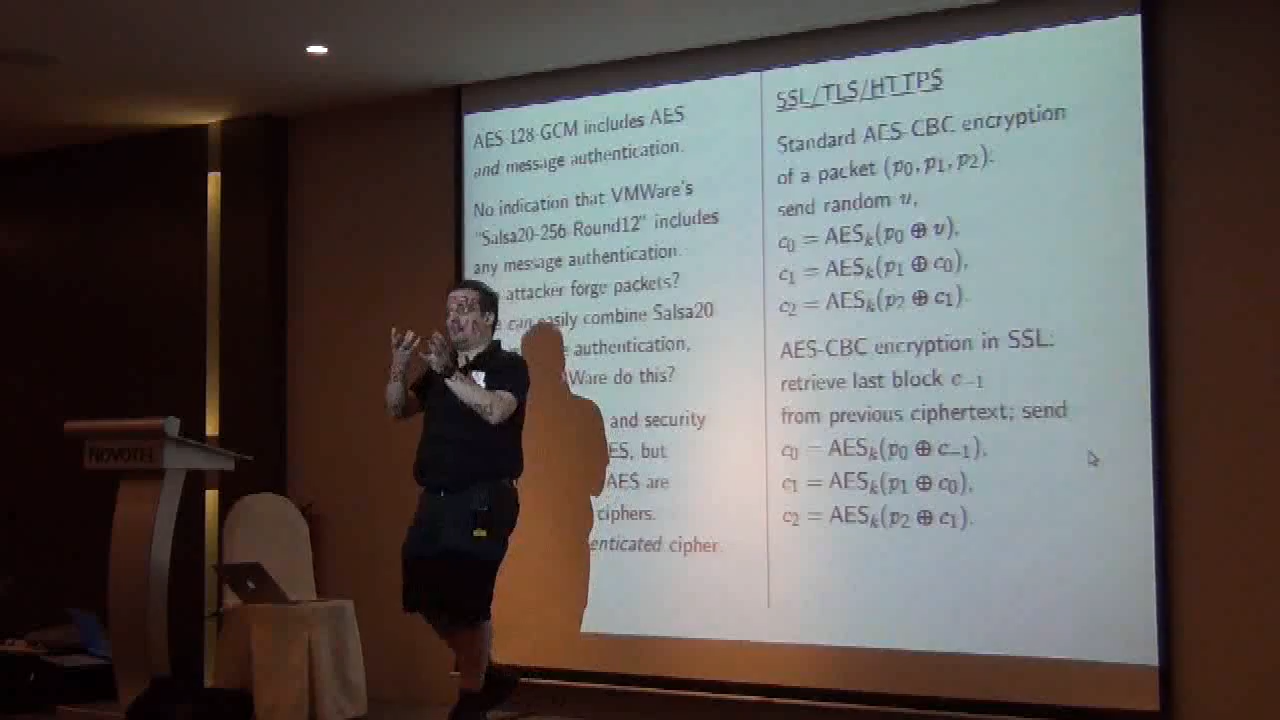 AES-128-GCM includes AES
and message authentication.
No indication that VMWare's
"Salsa20-256 Round12" includes
any message authentication.
attacker forge packets?
can easily combine Salsa20
authentication,
do this?
and security
but
AES are
ciphers.
cipher.
SSL/TLS/HTTPS
Standard AES-CBC encryption
of a packet (p₀, p₁, p₂):
send random v,
c₀ = AESₖ(p₀ ⊕ v),
c₁ = AESₖ(p₁ ⊕ c₀),
c₂ = AESₖ(p₂ ⊕ c₁).
AES-CBC encryption in SSL:
retrieve last block c₋₁
from previous ciphertext; send
c₀ = AESₖ(p₀ ⊕ c₋₁),
c₁ = AESₖ(p₁ ⊕ c₀),
c₂ = AESₖ(p₂ ⊕ c₁).
NOVOTEL